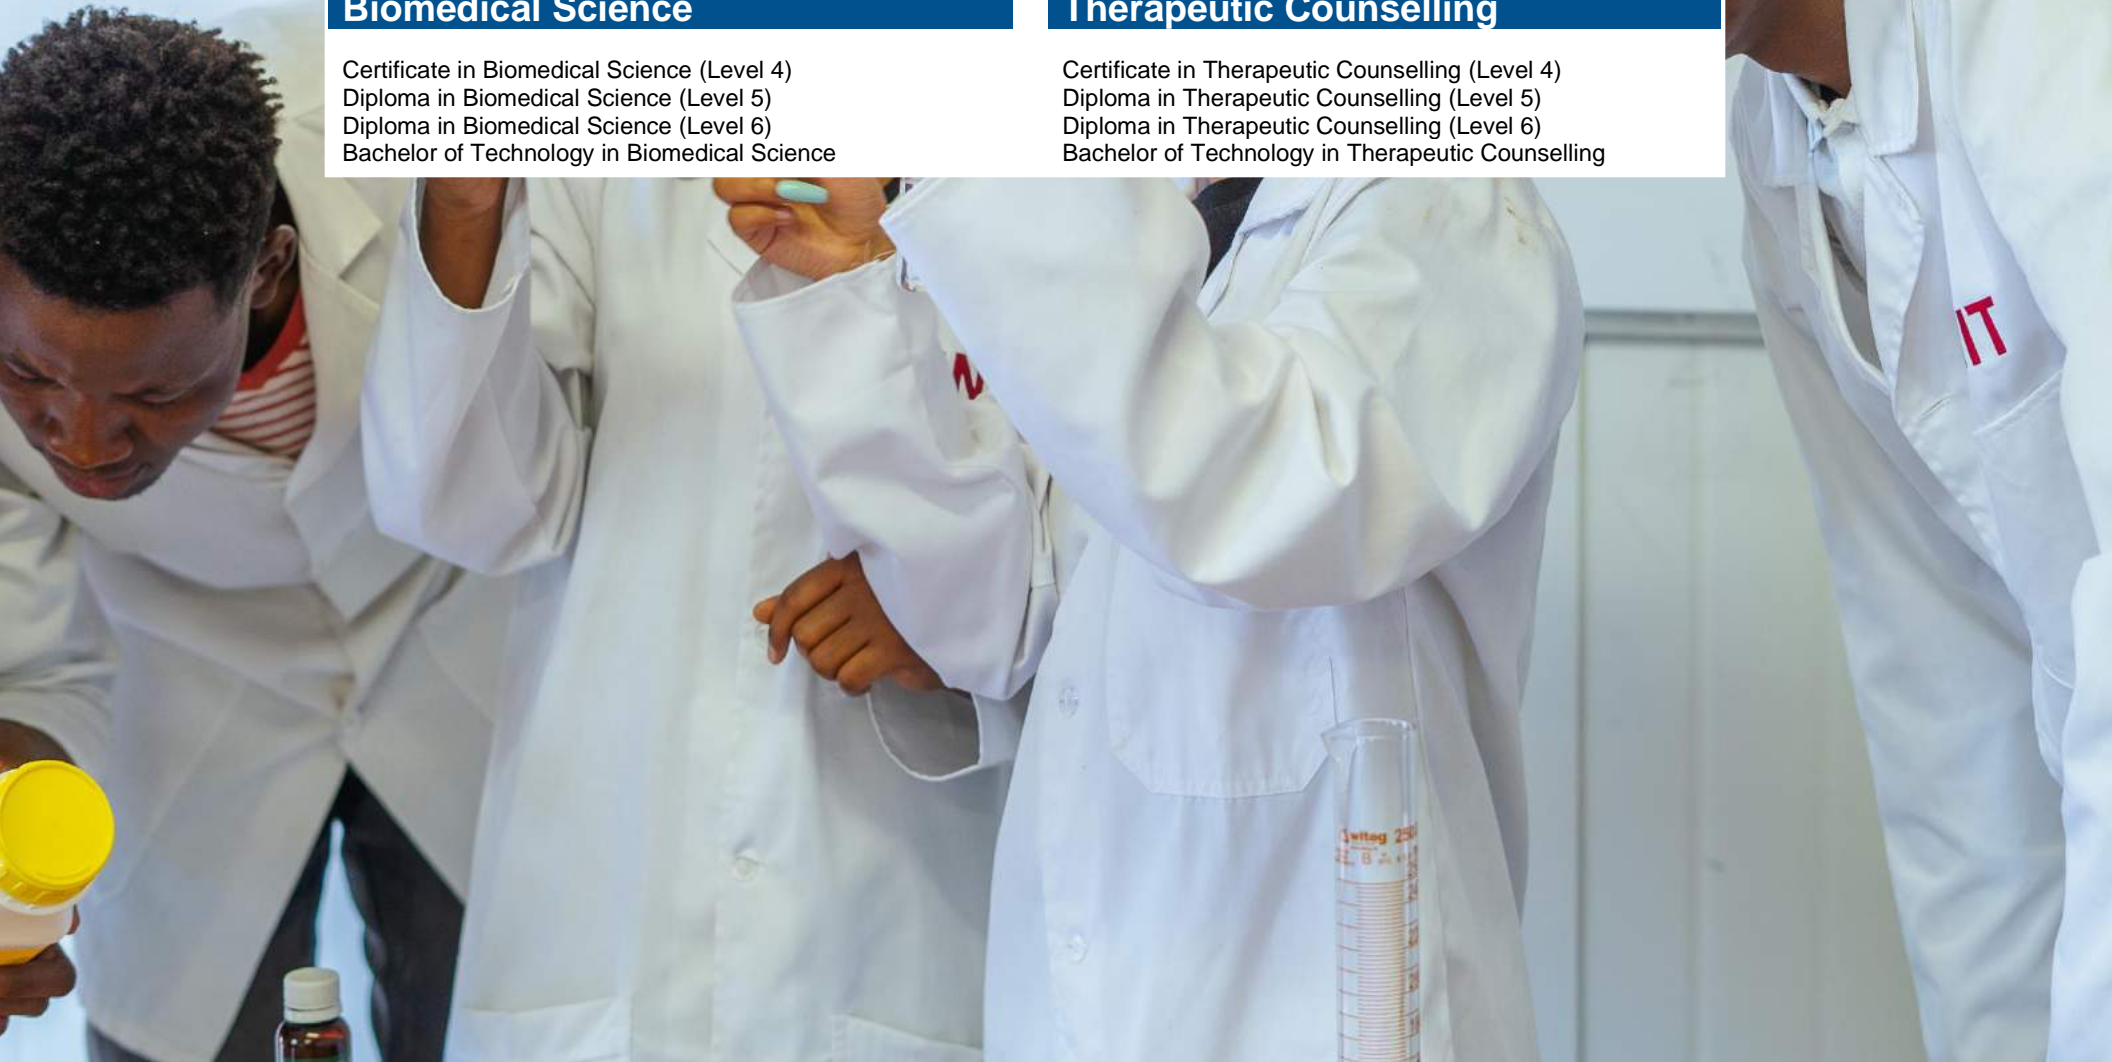 Biomedical Science
Certificate in Biomedical Science (Level 4)
Diploma in Biomedical Science (Level 5)
Diploma in Biomedical Science (Level 6)
Bachelor of Technology in Biomedical Science
Therapeutic Counselling
Certificate in Therapeutic Counselling (Level 4)
Diploma in Therapeutic Counselling (Level 5)
Diploma in Therapeutic Counselling (Level 6)
Bachelor of Technology in Therapeutic Counselling
IT
witeg 250
B